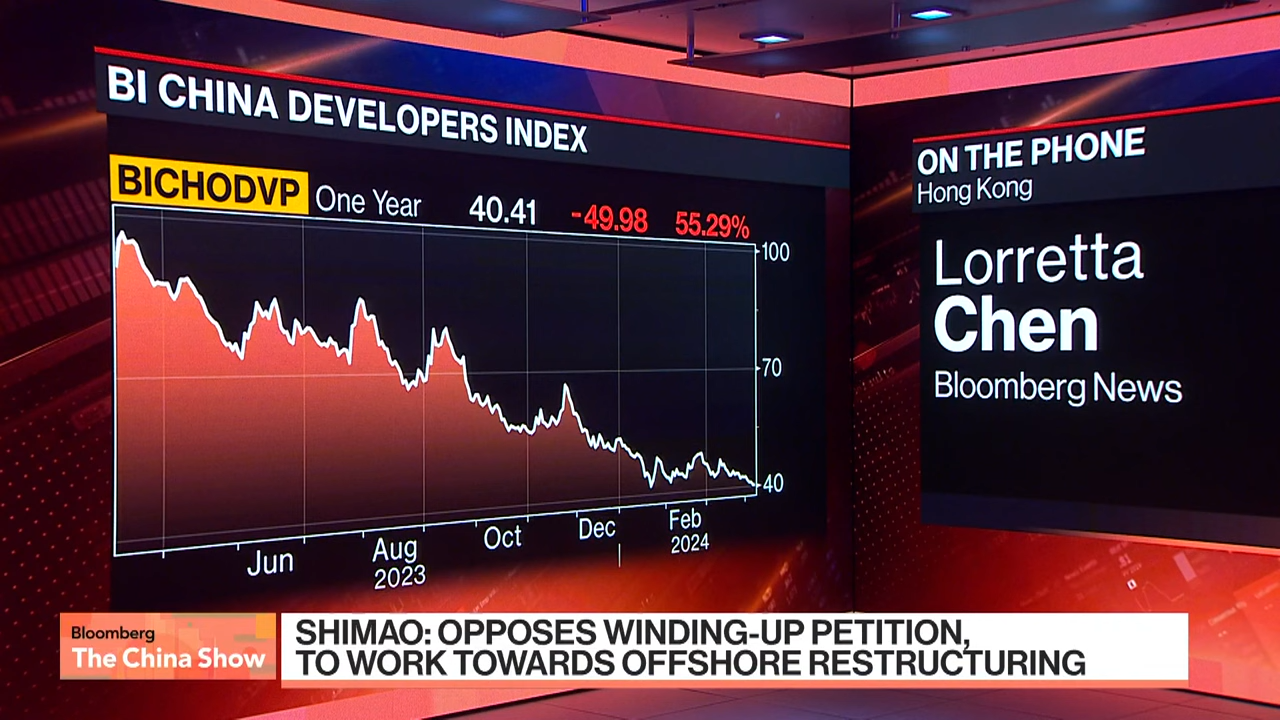 BI CHINA DEVELOPERS INDEX
BICHODVP One Year 40.41 -49.98 55.29%
100
70
40
Jun Aug Oct Dec Feb
2023 2024
ON THE PHONE
Hong Kong
Lorretta
Chen
Bloomberg News
Bloomberg
The China Show
SHIMAO: OPPOSES WINDING-UP PETITION,
TO WORK TOWARDS OFFSHORE RESTRUCTURING